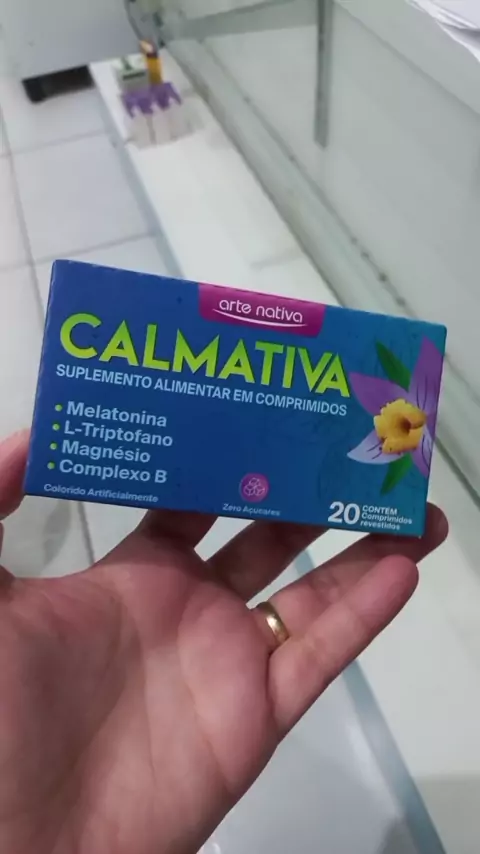 arte nativa
CALMATIVA
SUPLEMENTO ALIMENTAR EM COMPRIMIDOS
• Melatonina
• L-Triptofano
• Magnésio
• Complexo B
Colorido Artificialmente
Zero Açúcares
20 CONTÉM
Comprimidos
revestidos